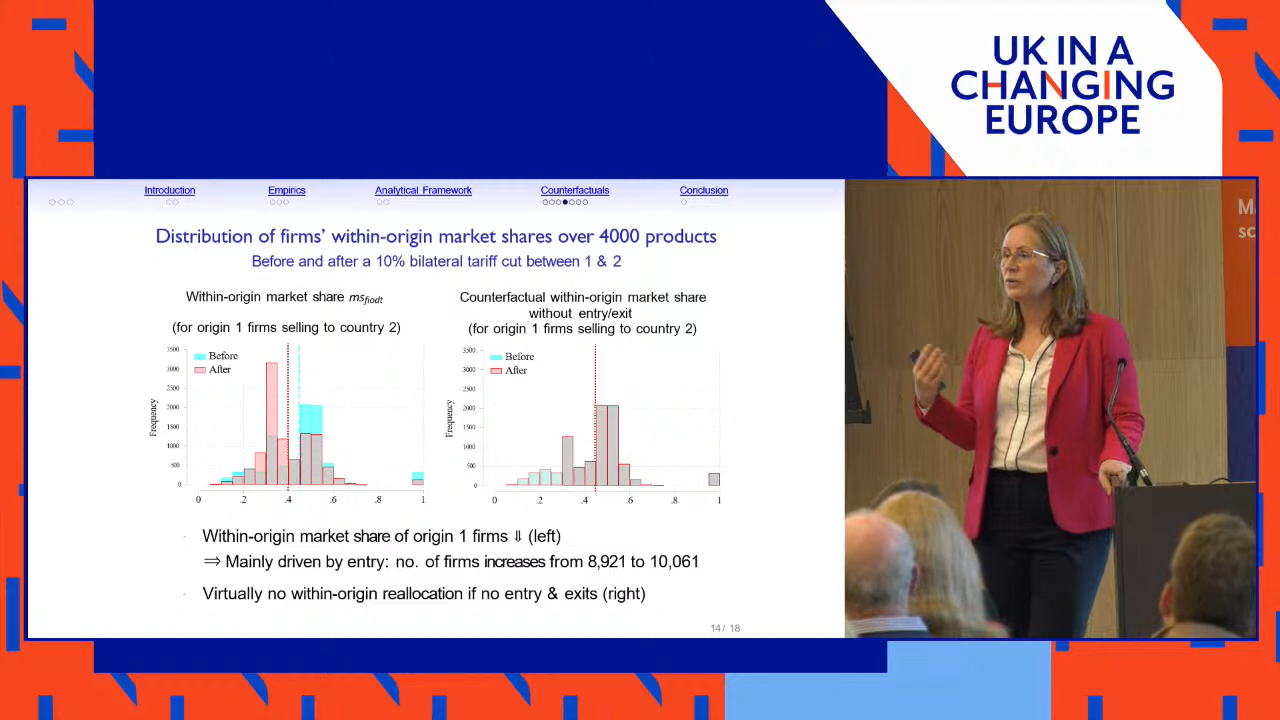 UK IN A
CHANGING
EUROPE
Introduction
Empirics
Analytical Framework
Counterfactuals
Conclusion
Distribution of firms' within-origin market shares over 4000 products
Before and after a 10% bilateral tariff cut between 1 & 2
Within-origin market share ms_fiodt
(for origin 1 firms selling to country 2)
3500
3000
2500
2000
1500
1000
500
0
Frequency
Before
After
0 .2 .4 .6 .8 1
Counterfactual within-origin market share
without entry/exit
(for origin 1 firms selling to country 2)
3500
3000
2500
2000
1500
1000
500
0
Frequency
Before
After
0 .2 .4 .6 .8 1
· Within-origin market share of origin 1 firms ⇓ (left)
⇒ Mainly driven by entry: no. of firms increases from 8,921 to 10,061
· Virtually no within-origin reallocation if no entry & exits (right)
14/ 18